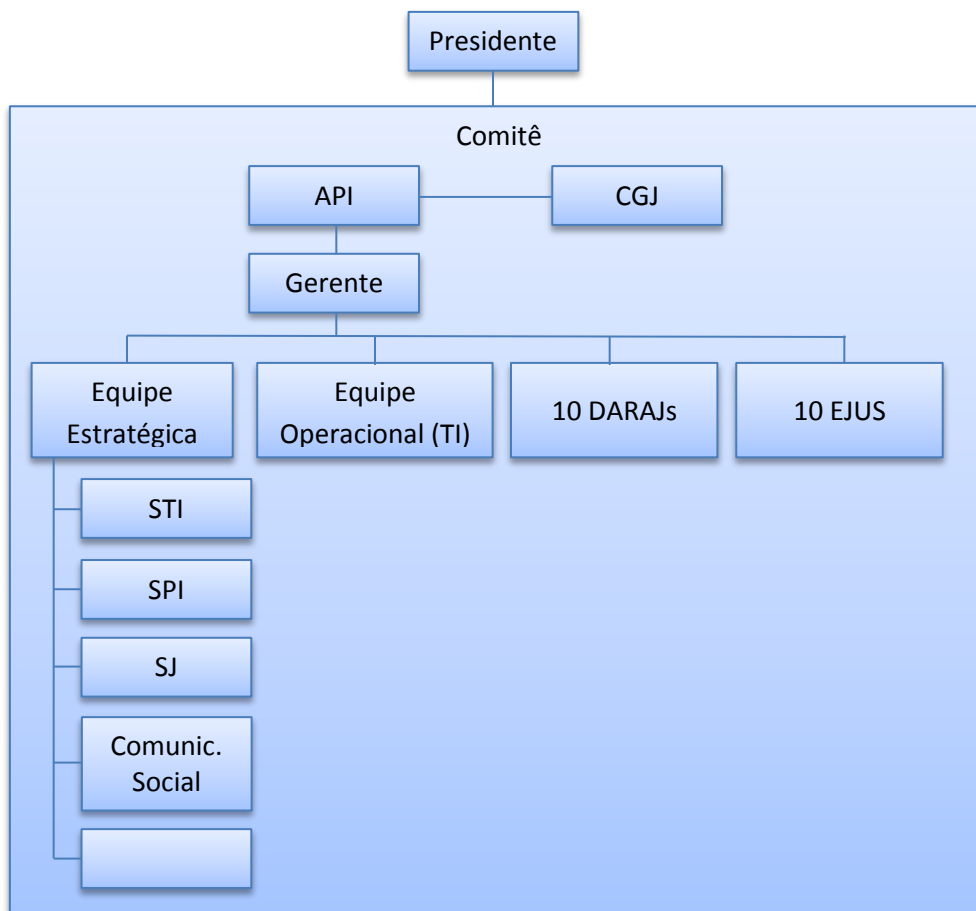 Presidente
Comitê
API
CGJ
Gerente
Equipe
Estratégica
Equipe
Operacional (TI)
10 DARAJs
10 EJUS
STI
SPI
SJ
Comunic.
Social